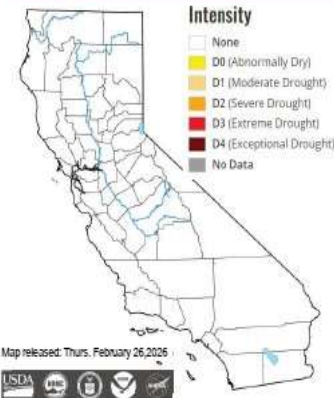 Intensity
None
D0 (Abnormally Dry)
D1 (Moderate Drought)
D2 (Severe Drought)
D3 (Extreme Drought)
D4 (Exceptional Drought)
No Data
Map released: Thurs. February 26,2026
USDA